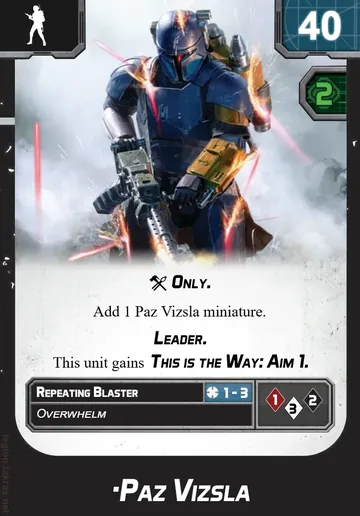 40
2
ONLY.
Add 1 Paz Vizsla miniature.
LEADER.
This unit gains THIS IS THE WAY: AIM 1.
REPEATING BLASTER 1 - 3
OVERWHELM
1 3 2
•PAZ VIZSLA